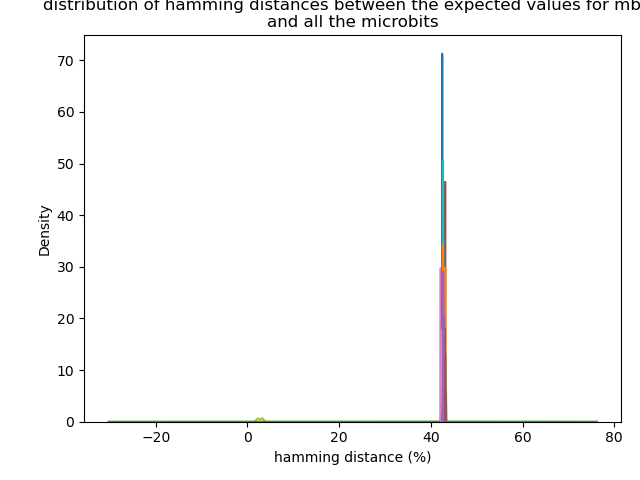 distribution of hamming distances between the expected values for mb
and all the microbits
70
60
50
40
30
20
10
0
Density
−20 0 20 40 60 80
hamming distance (%)